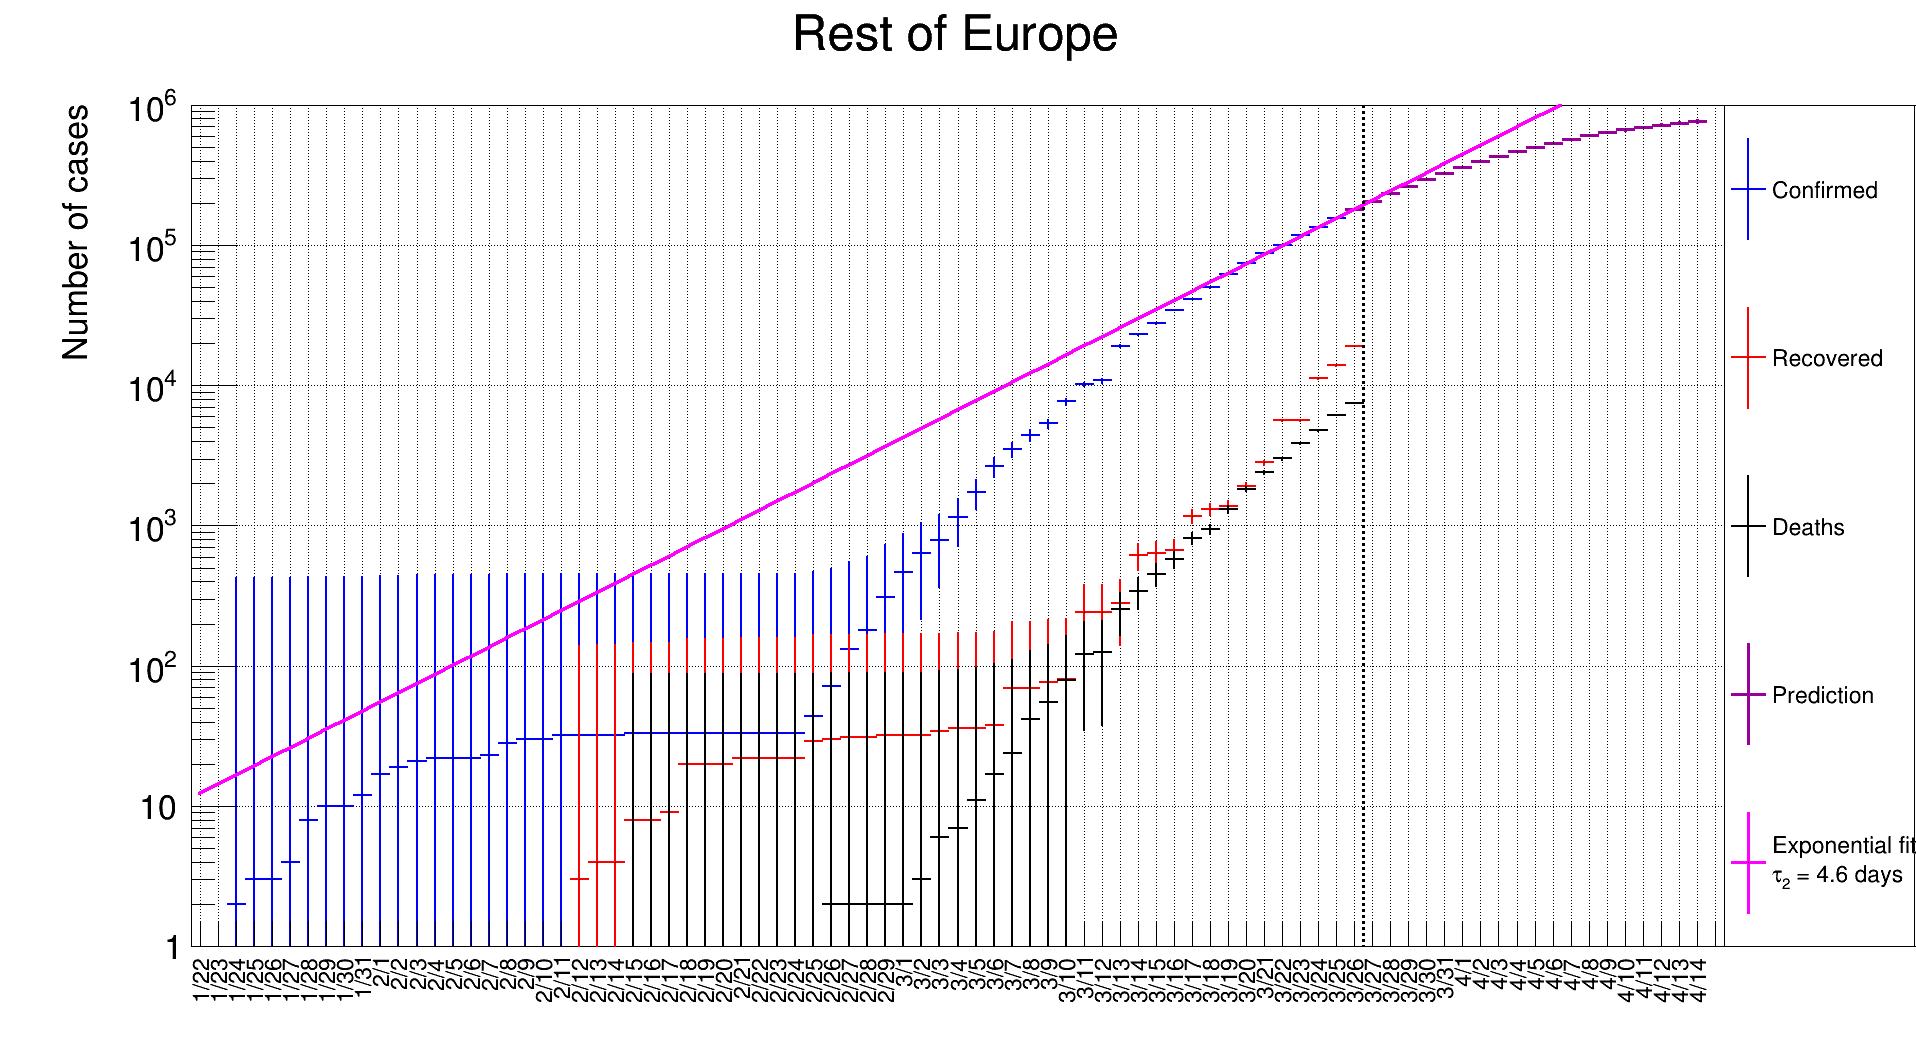 Rest of Europe
Number of cases
10^6
10^5
10^4
10^3
10^2
10
1
1/22 1/23 1/24 1/25 1/26 1/27 1/28 1/29 1/30 1/31 2/1 2/2 2/3 2/4 2/5 2/6 2/7 2/8 2/9 2/10 2/11 2/12 2/13 2/14 2/15 2/16 2/17 2/18 2/19 2/20 2/21 2/22 2/23 2/24 2/25 2/26 2/27 2/28 2/29 3/1 3/2 3/3 3/4 3/5 3/6 3/7 3/8 3/9 3/10 3/11 3/12 3/13 3/14 3/15 3/16 3/17 3/18 3/19 3/20 3/21 3/22 3/23 3/24 3/25 3/26 3/27 3/28 3/29 3/30 3/31 4/1 4/2 4/3 4/4 4/5 4/6 4/7 4/8 4/9 4/10 4/11 4/12 4/13 4/14
Confirmed
Recovered
Deaths
Prediction
Exponential fit
τ₂ = 4.6 days